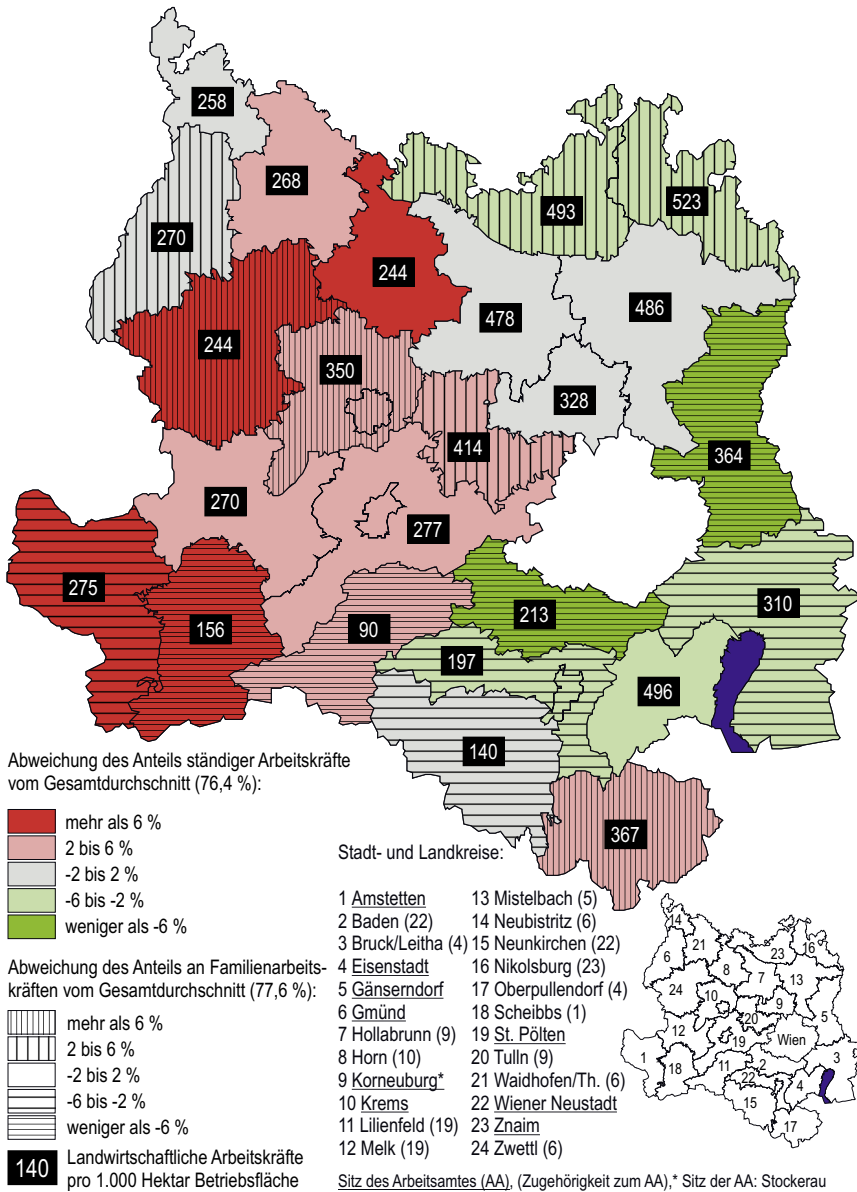 258
268
270
493
523
244
244
478
486
350
328
414
364
270
277
275
156
90
213
310
197
496
140
367
Abweichung des Anteils ständiger Arbeitskräfte
vom Gesamtdurchschnitt (76,4 %):
mehr als 6 %
2 bis 6 %
-2 bis 2 %
-6 bis -2 %
weniger als -6 %
Abweichung des Anteils an Familienarbeits-
kräften vom Gesamtdurchschnitt (77,6 %):
mehr als 6 %
2 bis 6 %
-2 bis 2 %
-6 bis -2 %
weniger als -6 %
140 Landwirtschaftliche Arbeitskräfte
pro 1.000 Hektar Betriebsfläche
Stadt- und Landkreise:
1 Amstetten
2 Baden (22)
3 Bruck/Leitha (4)
4 Eisenstadt
5 Gänserndorf
6 Gmünd
7 Hollabrunn (9)
8 Horn (10)
9 Korneuburg*
10 Krems
11 Lilienfeld (19)
12 Melk (19)
13 Mistelbach (5)
14 Neubistritz (6)
15 Neunkirchen (22)
16 Nikolsburg (23)
17 Oberpullendorf (4)
18 Scheibbs (1)
19 St. Pölten
20 Tulln (9)
21 Waidhofen/Th. (6)
22 Wiener Neustadt
23 Znaim
24 Zwettl (6)
Sitz des Arbeitsamtes (AA), (Zugehörigkeit zum AA),* Sitz der AA: Stockerau
14
21
23
16
6
8
7
13
24
10
9
20
5
12
19
Wien
1
18
11
2
3
9
22
4
15
17